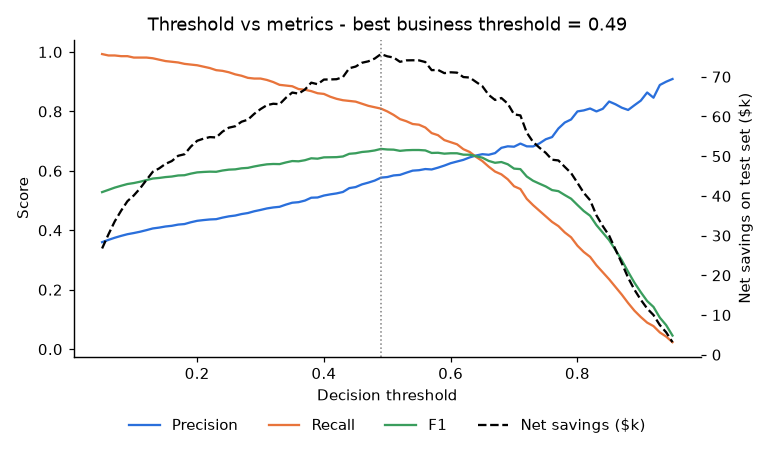 Threshold vs metrics - best business threshold = 0.49
Score
1.0
0.8
0.6
0.4
0.2
0.0
0.2 0.4 0.6 0.8
Decision threshold
70
60
50
40
30
20
10
0
Net savings on test set ($k)
Precision Recall F1 Net savings ($k)